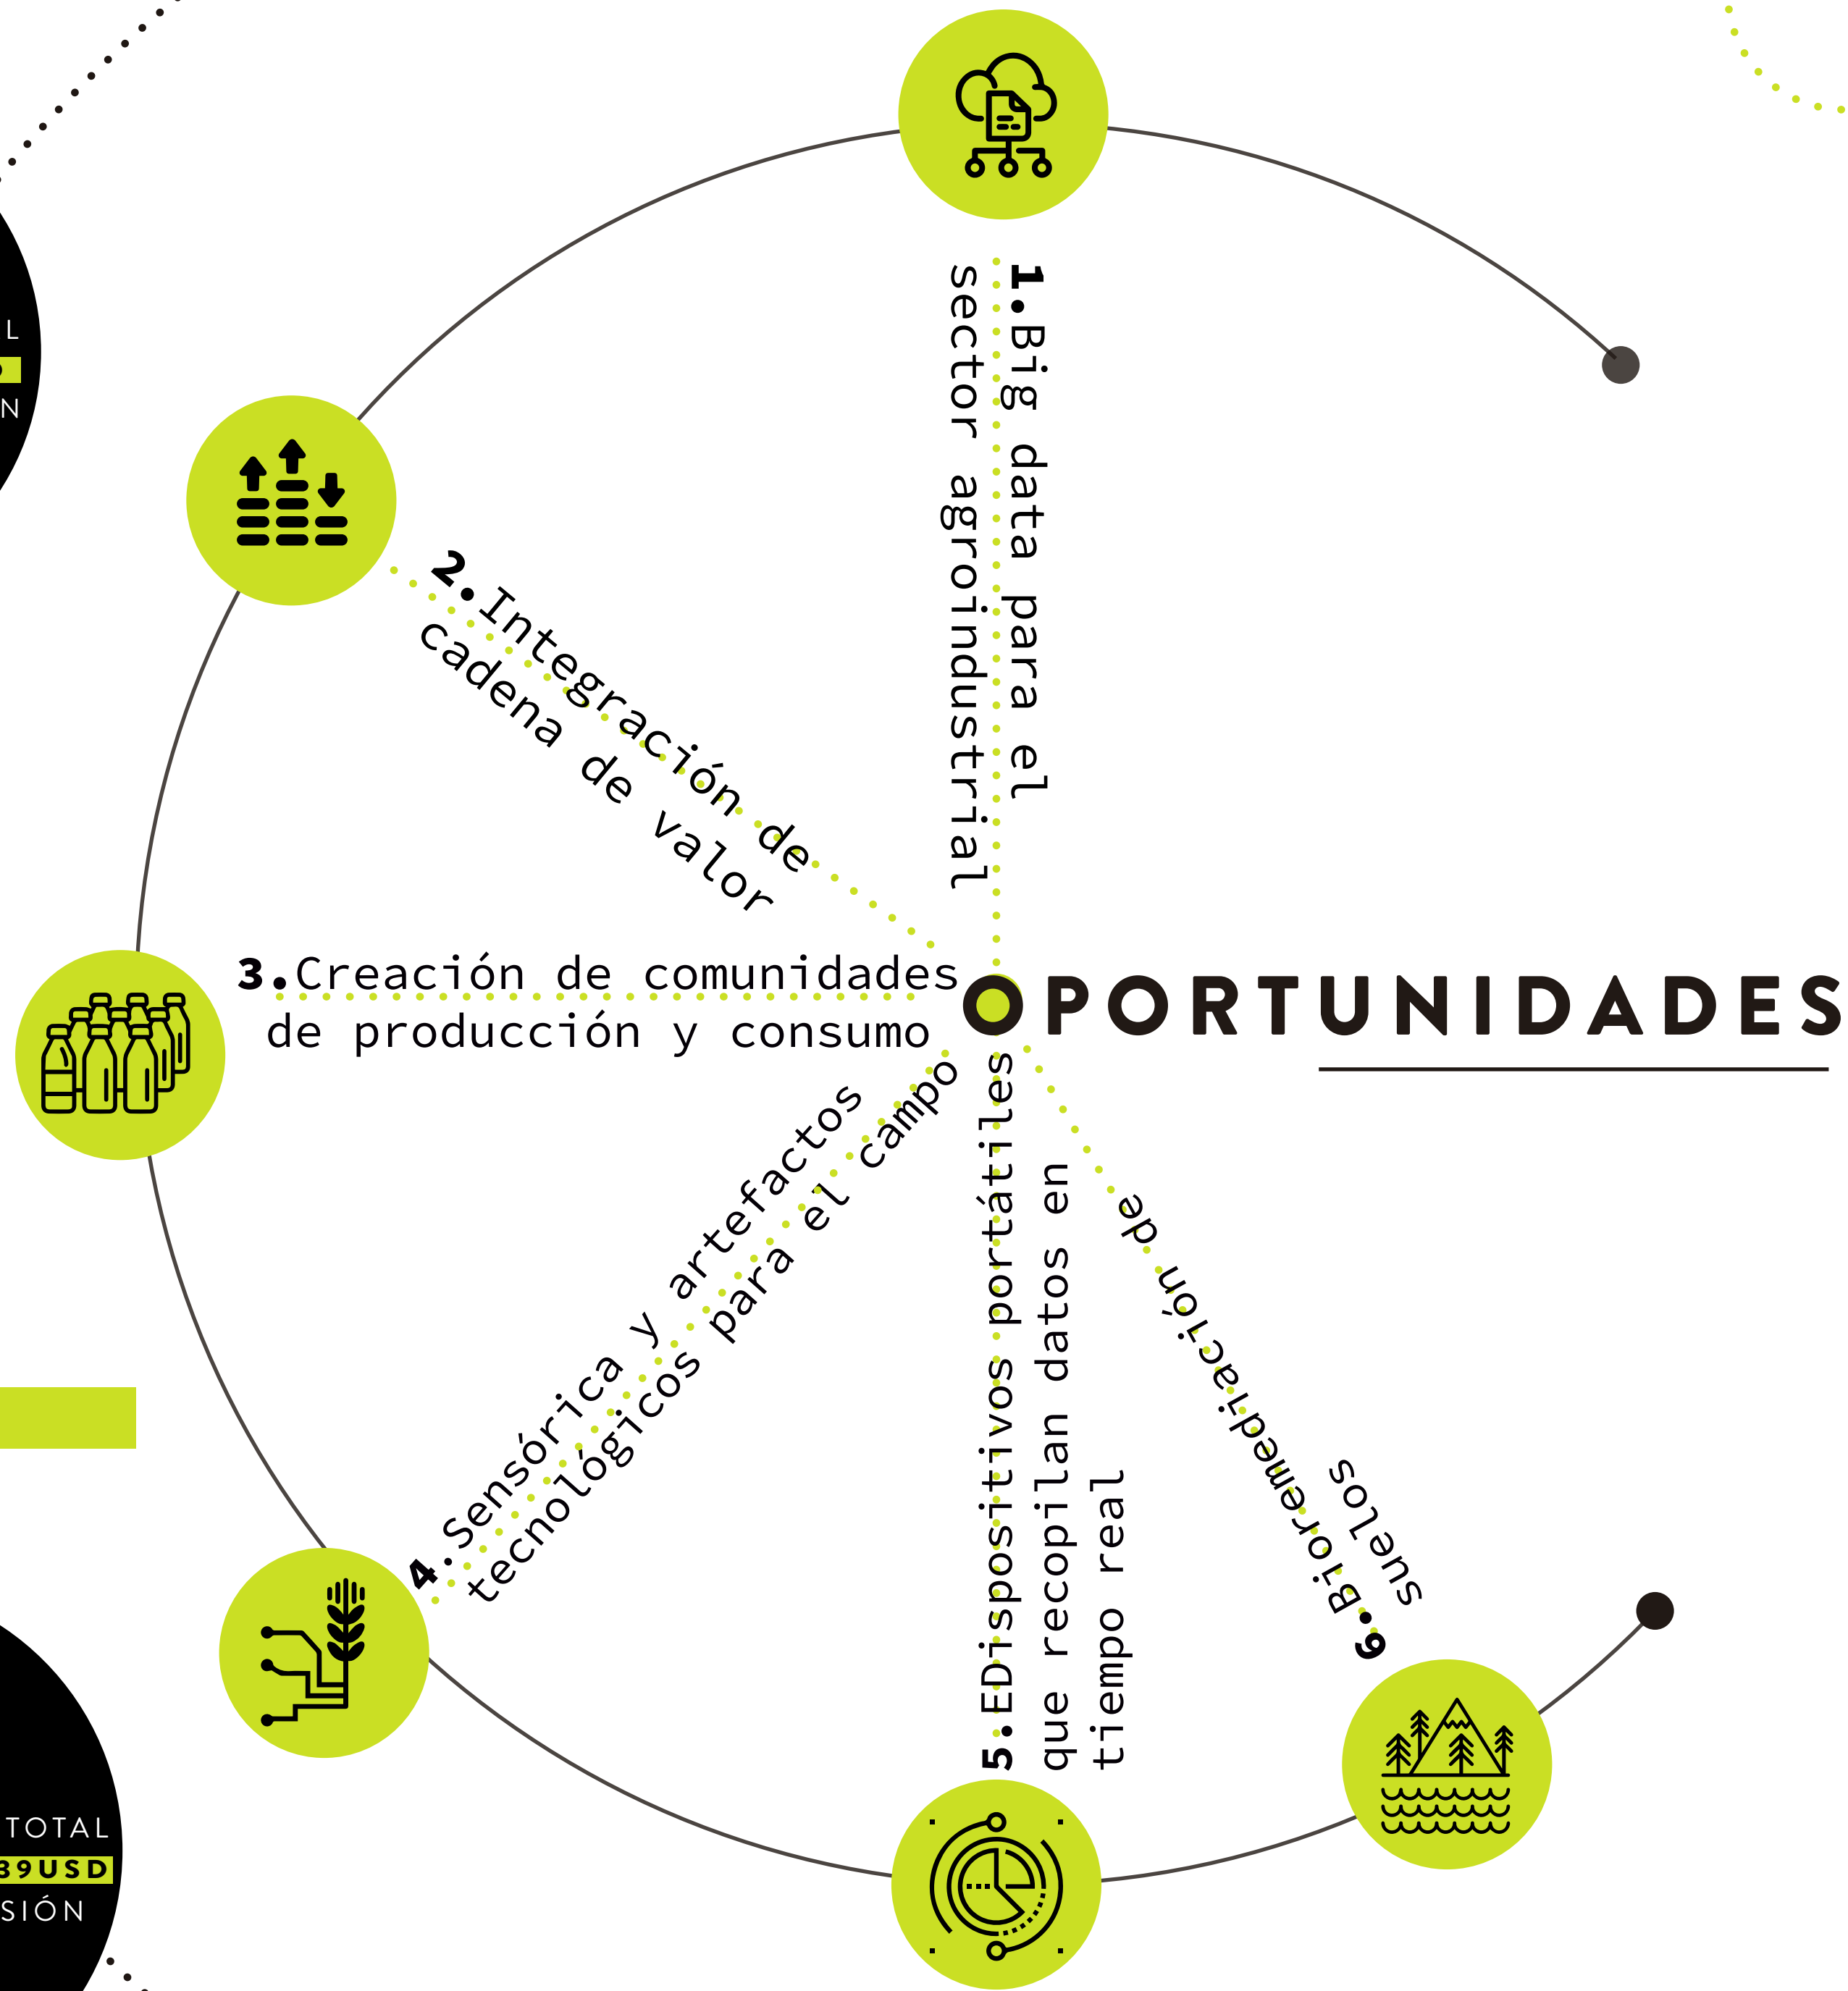 1.Big data para el
sector agroindustrial
2.Integración de
cadena de valor
3.Creación de comunidades
de producción y consumo
OPORTUNIDADES
4.Sensórica y artefactos
tecnológicos para el campo
5.EDispositivos portátiles
que recopilan datos en
tiempo real
6.Bioremediación de
suelos
L
N
TOTAL
39USD
SIÓN